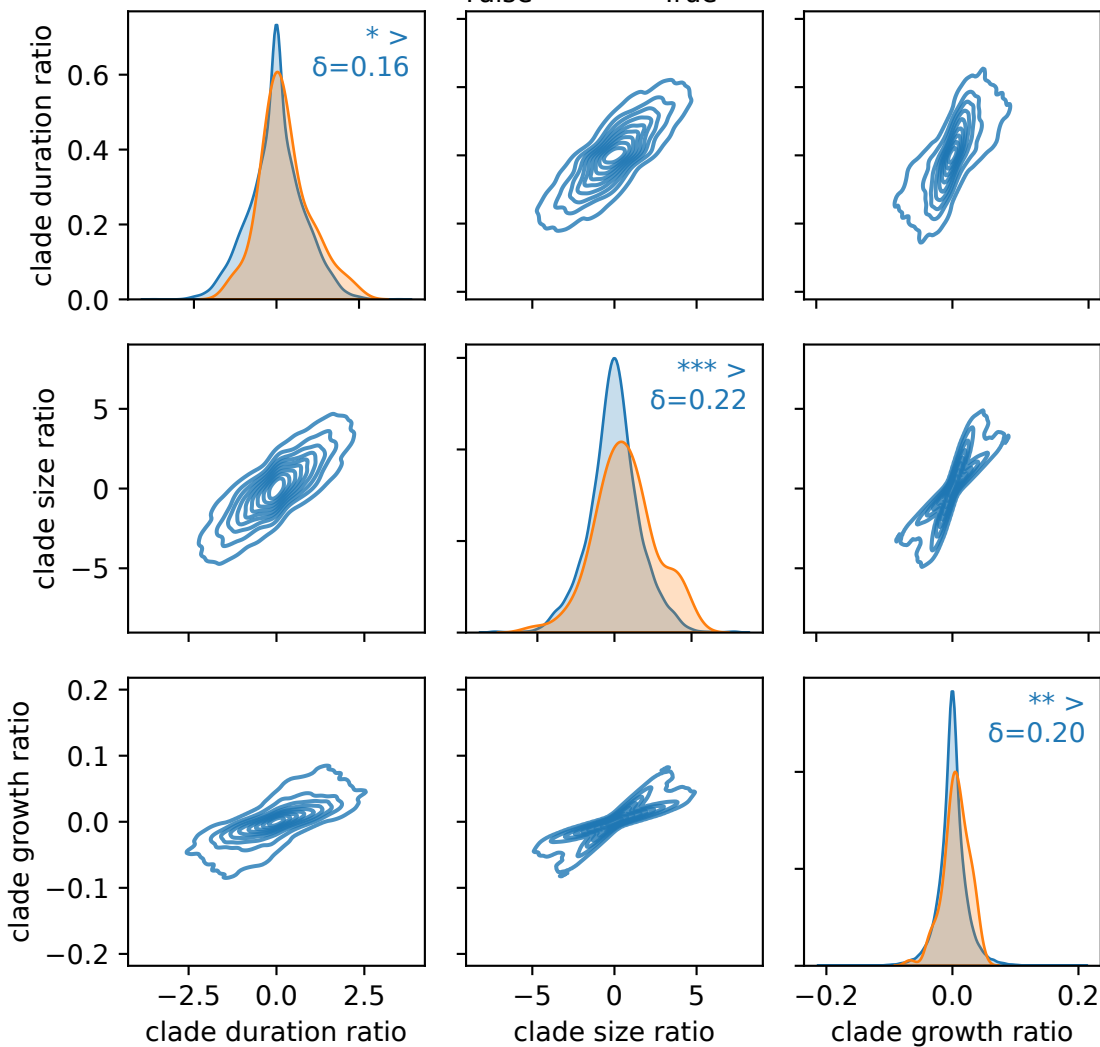 True
clade duration ratio
0.6
0.4
0.2
0.0
* >
δ=0.16
clade size ratio
5
0
−5
*** >
δ=0.22
clade growth ratio
0.2
0.1
0.0
−0.1
−0.2
** >
δ=0.20
−2.5
0.0
2.5
−5
0
5
−0.2
0.0
0.2
clade duration ratio
clade size ratio
clade growth ratio